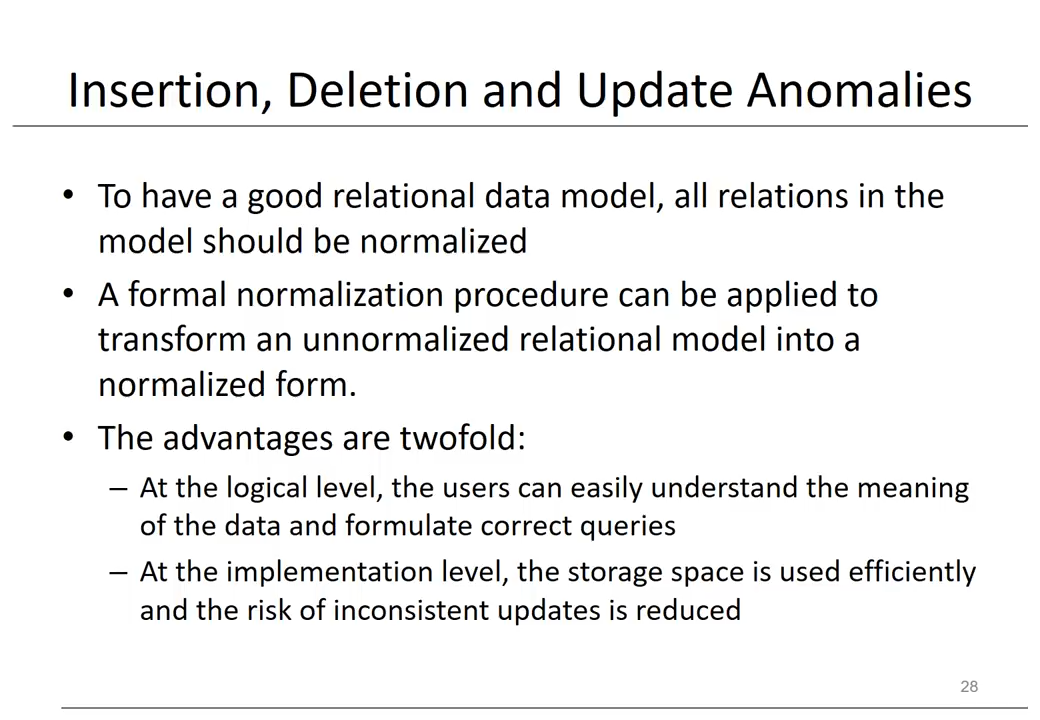 Insertion, Deletion and Update Anomalies
• To have a good relational data model, all relations in the
model should be normalized
• A formal normalization procedure can be applied to
transform an unnormalized relational model into a
normalized form.
• The advantages are twofold:
– At the logical level, the users can easily understand the meaning
of the data and formulate correct queries
– At the implementation level, the storage space is used efficiently
and the risk of inconsistent updates is reduced
28